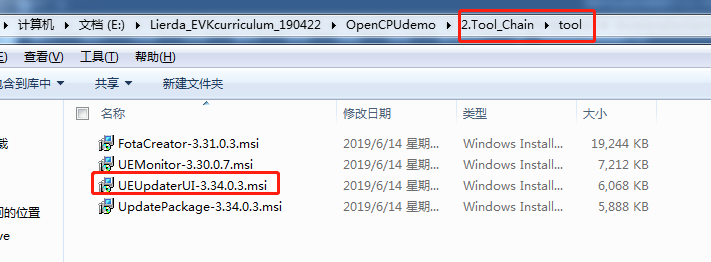 计算机 文档 (E:) Lierda_EVKcurriculum_190422 OpenCPUdemo 2.Tool_Chain tool
E) 查看(V) 工具(T) 帮助(H)
含到库中 共享 新建文件夹
名称 修改日期 类型 大小
载 FotaCreator-3.31.0.3.msi 2019/6/14 星期... Windows Install... 19,244 KB
UEMonitor-3.30.0.7.msi 2019/6/14 星期... Windows Install... 7,212 KB
UEUpdaterUI-3.34.0.3.msi 2019/6/14 星期... Windows Install... 6,068 KB
问的位置 UpdatePackage-3.34.0.3.msi 2019/6/14 星期... Windows Install... 5,888 KB
ve